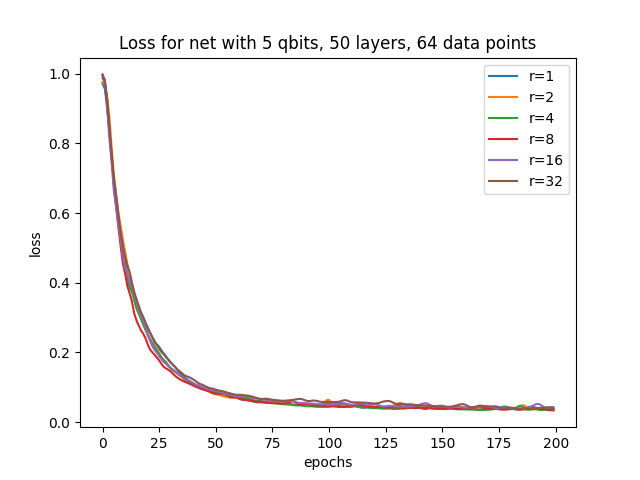 Loss for net with 5 qbits, 50 layers, 64 data points
1.0
0.8
0.6
0.4
0.2
0.0
loss
r=1
r=2
r=4
r=8
r=16
r=32
0 25 50 75 100 125 150 175 200
epochs